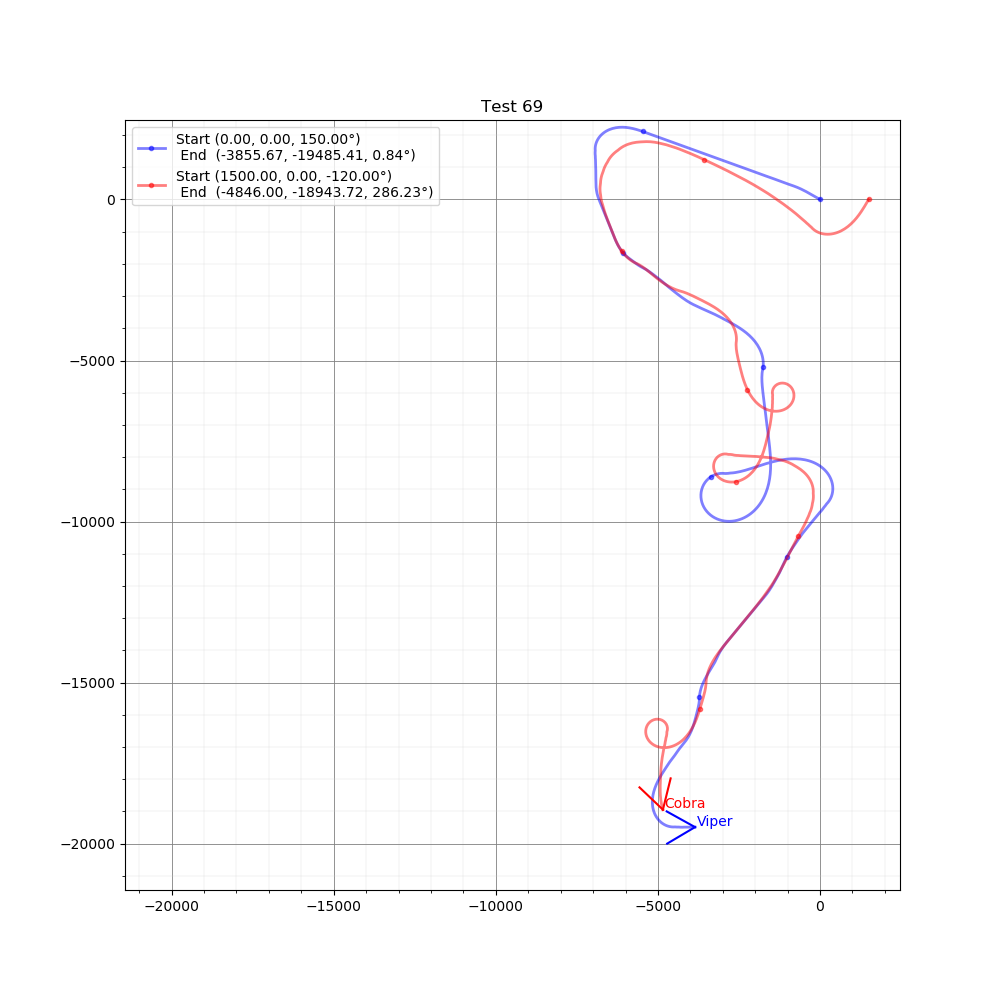 Test 69
Start (0.00, 0.00, 150.00°)
End  (-3855.67, -19485.41, 0.84°)
Start (1500.00, 0.00, -120.00°)
End  (-4846.00, -18943.72, 286.23°)
0
−5000
−10000
−15000
−20000
Cobra
Viper
−20000 −15000 −10000 −5000 0